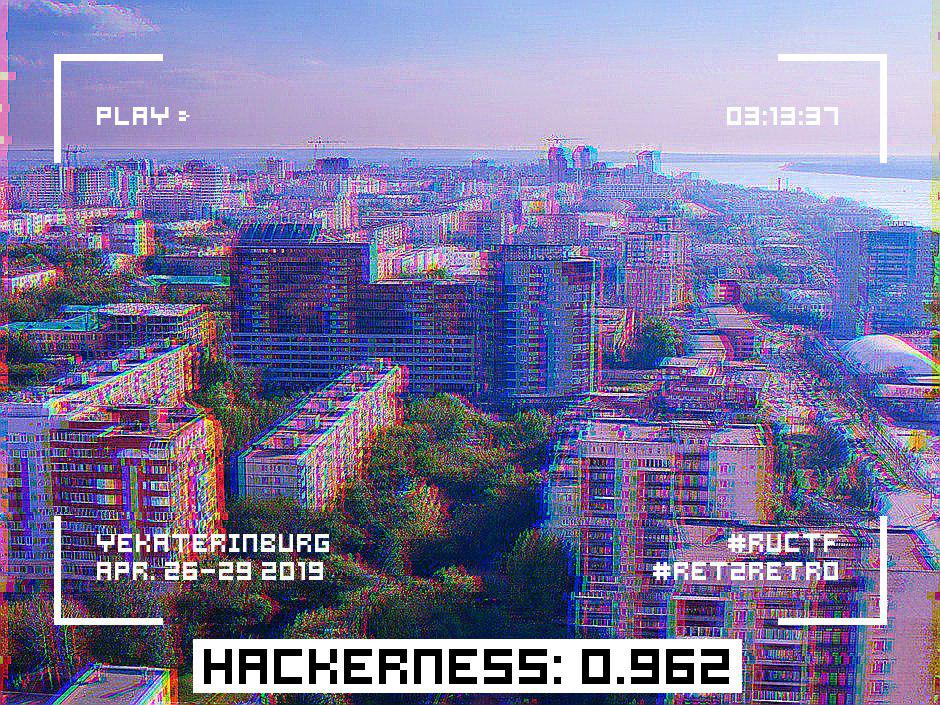 PLAY :-
03:13:37
YEKATERINBURG
#RUCTF
APR. 26-29 2019
#RET2RETRO
HACKERNESS: 0.962